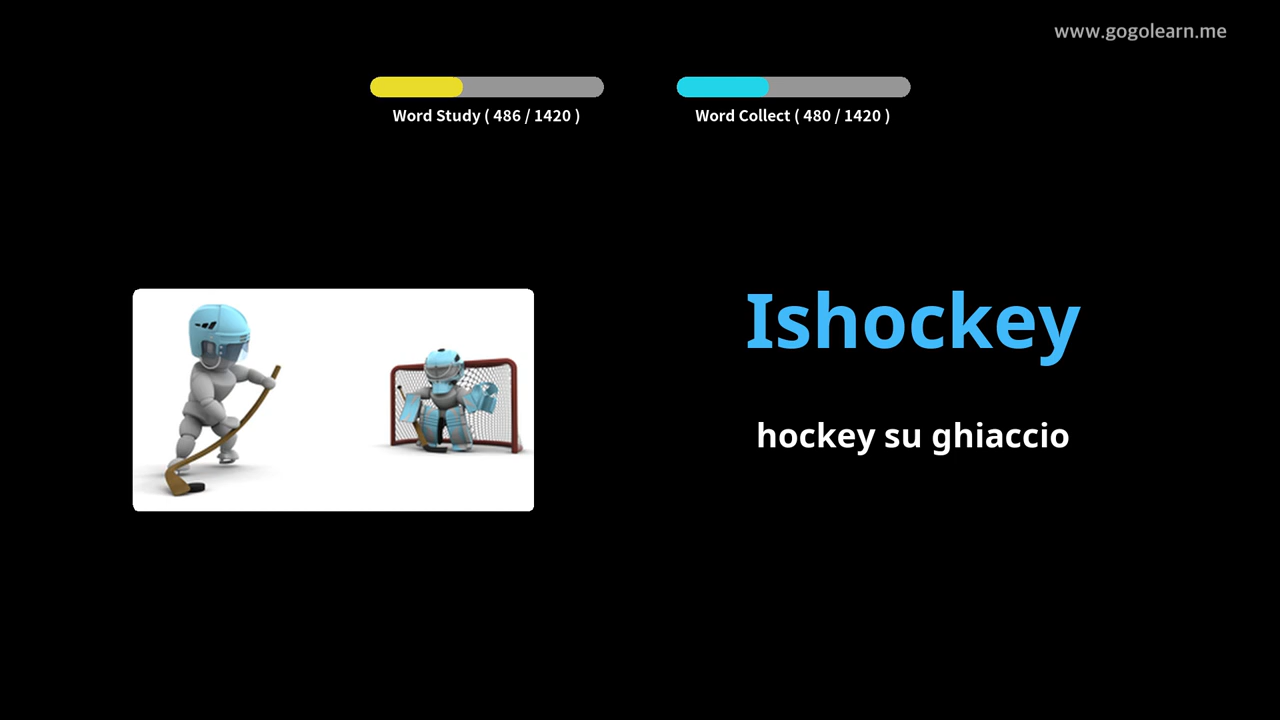 www.gogolearn.me
Word Study ( 486 / 1420 )
Word Collect ( 480 / 1420 )
Ishockey
hockey su ghiaccio